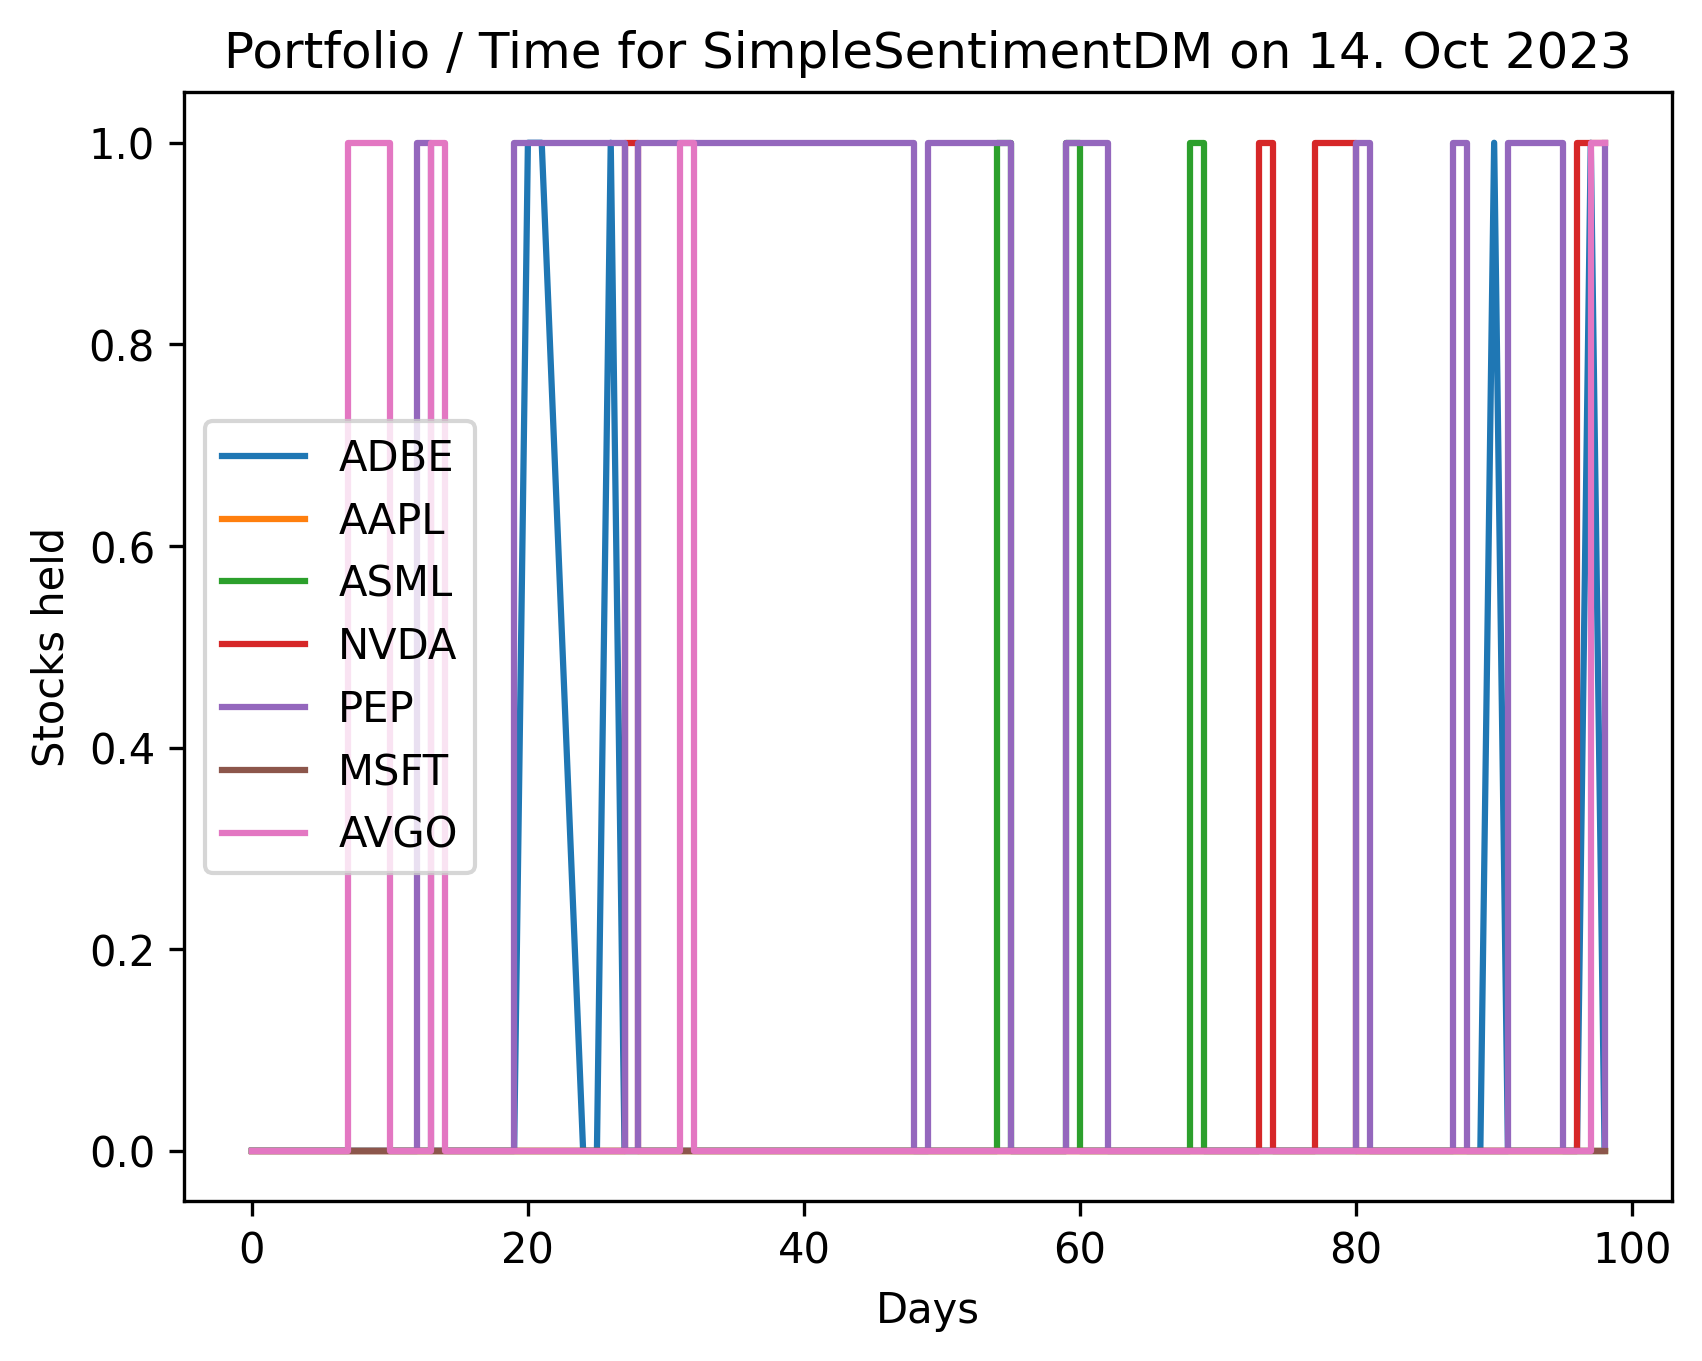 Portfolio / Time for SimpleSentimentDM on 14. Oct 2023
1.0
0.8
0.6
0.4
0.2
0.0
Stocks held
ADBE
AAPL
ASML
NVDA
PEP
MSFT
AVGO
0 20 40 60 80 100
Days